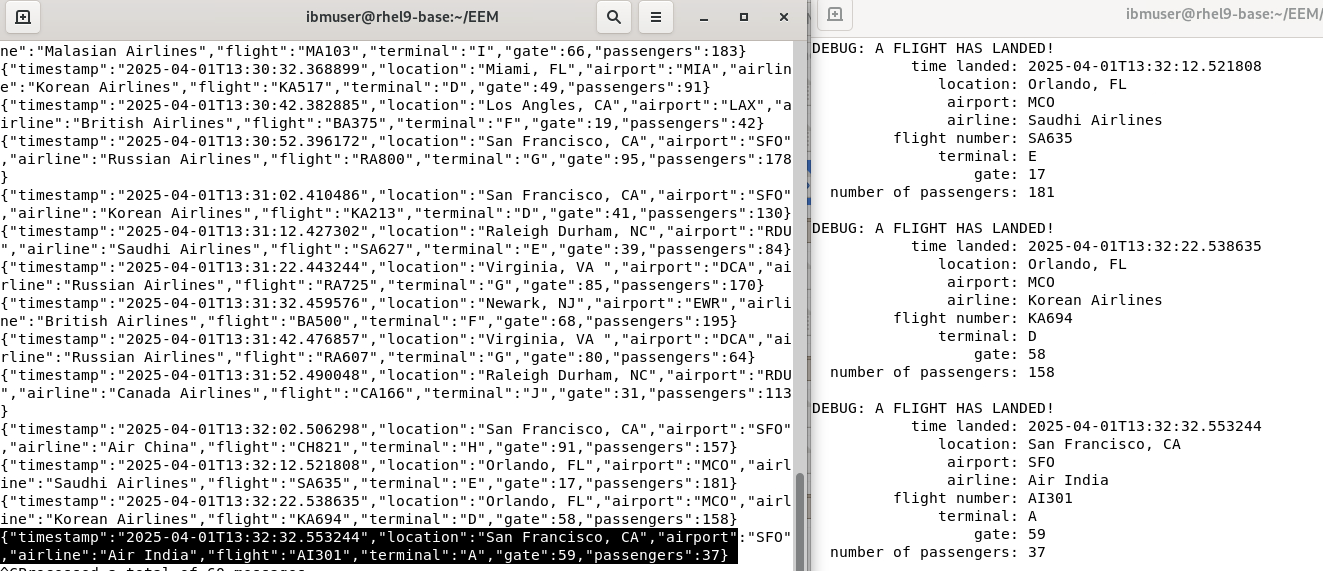 ibmuser@rhel9-base:~/EEM
ne":"Malasian Airlines","flight":"MA103","terminal":"I","gate":66,"passengers":183}
{"timestamp":"2025-04-01T13:30:32.368899","location":"Miami, FL","airport":"MIA","airlin
e":"Korean Airlines","flight":"KA517","terminal":"D","gate":49,"passengers":91}
{"timestamp":"2025-04-01T13:30:42.382885","location":"Los Angles, CA","airport":"LAX","a
irline":"British Airlines","flight":"BA375","terminal":"F","gate":19,"passengers":42}
{"timestamp":"2025-04-01T13:30:52.396172","location":"San Francisco, CA","airport":"SFO"
,"airline":"Russian Airlines","flight":"RA800","terminal":"G","gate":95,"passengers":178
}
{"timestamp":"2025-04-01T13:31:02.410486","location":"San Francisco, CA","airport":"SFO"
,"airline":"Korean Airlines","flight":"KA213","terminal":"D","gate":41,"passengers":130}
{"timestamp":"2025-04-01T13:31:12.427302","location":"Raleigh Durham, NC","airport":"RDU
","airline":"Saudhi Airlines","flight":"SA627","terminal":"E","gate":39,"passengers":84}
{"timestamp":"2025-04-01T13:31:22.443244","location":"Virginia, VA ","airport":"DCA","ai
rline":"Russian Airlines","flight":"RA725","terminal":"G","gate":85,"passengers":170}
{"timestamp":"2025-04-01T13:31:32.459576","location":"Newark, NJ","airport":"EWR","airli
ne":"British Airlines","flight":"BA500","terminal":"F","gate":68,"passengers":195}
{"timestamp":"2025-04-01T13:31:42.476857","location":"Virginia, VA ","airport":"DCA","ai
rline":"Russian Airlines","flight":"RA607","terminal":"G","gate":80,"passengers":64}
{"timestamp":"2025-04-01T13:31:52.490048","location":"Raleigh Durham, NC","airport":"RDU
","airline":"Canada Airlines","flight":"CA166","terminal":"J","gate":31,"passengers":113
}
{"timestamp":"2025-04-01T13:32:02.506298","location":"San Francisco, CA","airport":"SFO"
,"airline":"Air China","flight":"CH821","terminal":"H","gate":91,"passengers":157}
{"timestamp":"2025-04-01T13:32:12.521808","location":"Orlando, FL","airport":"MCO","airl
ine":"Saudhi Airlines","flight":"SA635","terminal":"E","gate":17,"passengers":181}
{"timestamp":"2025-04-01T13:32:22.538635","location":"Orlando, FL","airport":"MCO","airl
ine":"Korean Airlines","flight":"KA694","terminal":"D","gate":58,"passengers":158}
{"timestamp":"2025-04-01T13:32:32.553244","location":"San Francisco, CA","airport":"SFO"
,"airline":"Air India","flight":"AI301","terminal":"A","gate":59,"passengers":37}
^CProcessed a total of 60 messages
ibmuser@rhel9-base:~/EEM/
DEBUG: A FLIGHT HAS LANDED!
time landed: 2025-04-01T13:32:12.521808
location: Orlando, FL
airport: MCO
airline: Saudhi Airlines
flight number: SA635
terminal: E
gate: 17
number of passengers: 181
DEBUG: A FLIGHT HAS LANDED!
time landed: 2025-04-01T13:32:22.538635
location: Orlando, FL
airport: MCO
airline: Korean Airlines
flight number: KA694
terminal: D
gate: 58
number of passengers: 158
DEBUG: A FLIGHT HAS LANDED!
time landed: 2025-04-01T13:32:32.553244
location: San Francisco, CA
airport: SFO
airline: Air India
flight number: AI301
terminal: A
gate: 59
number of passengers: 37